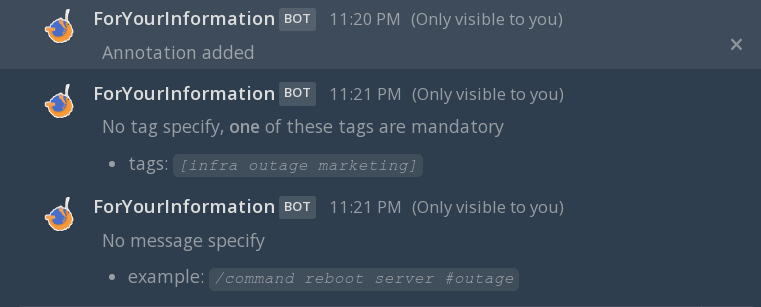 ForYourInformation BOT 11:20 PM (Only visible to you)
Annotation added
ForYourInformation BOT 11:21 PM (Only visible to you)
No tag specify, one of these tags are mandatory
• tags: [infra outage marketing]
ForYourInformation BOT 11:21 PM (Only visible to you)
No message specify
• example: /command reboot server #outage